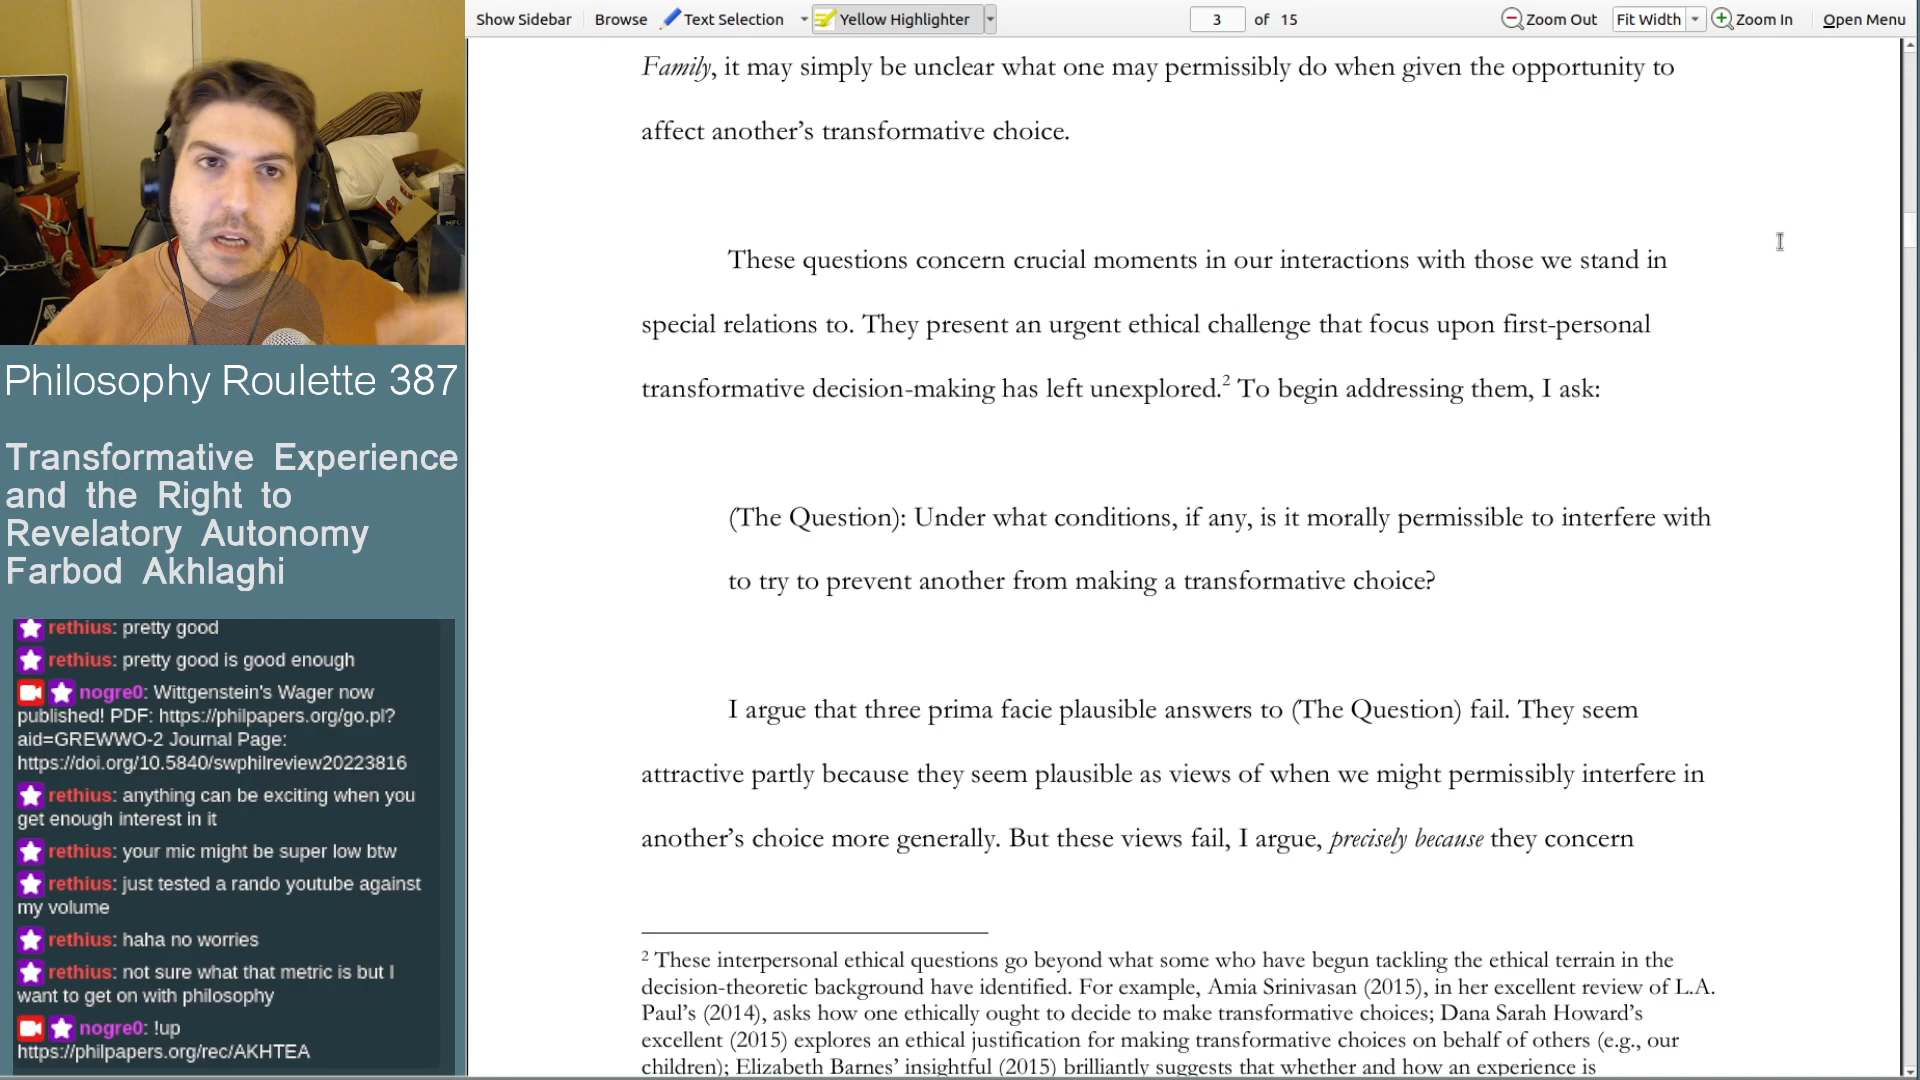 Show Sidebar Browse Text Selection Yellow Highlighter 3 of 15 Zoom Out Fit Width Zoom In Open Menu
Family, it may simply be unclear what one may permissibly do when given the opportunity to
affect another’s transformative choice.
These questions concern crucial moments in our interactions with those we stand in
special relations to. They present an urgent ethical challenge that focus upon first-personal
transformative decision-making has left unexplored.2 To begin addressing them, I ask:
(The Question): Under what conditions, if any, is it morally permissible to interfere with
to try to prevent another from making a transformative choice?
I argue that three prima facie plausible answers to (The Question) fail. They seem
attractive partly because they seem plausible as views of when we might permissibly interfere in
another’s choice more generally. But these views fail, I argue, precisely because they concern
2 These interpersonal ethical questions go beyond what some who have begun tackling the ethical terrain in the
decision-theoretic background have identified. For example, Amia Srinivasan (2015), in her excellent review of L.A.
Paul’s (2014), asks how one ethically ought to decide to make transformative choices; Dana Sarah Howard’s
excellent (2015) explores an ethical justification for making transformative choices on behalf of others (e.g., our
children); Elizabeth Barnes’ insightful (2015) brilliantly suggests that whether and how an experience is
Philosophy Roulette 387
Transformative Experience
and the Right to
Revelatory Autonomy
Farbod Akhlaghi
rethius: pretty good
rethius: pretty good is good enough
nogre0: Wittgenstein's Wager now
published! PDF: https://philpapers.org/go.pl?
aid=GREWWO-2 Journal Page:
https://doi.org/10.5840/swphilreview20223816
rethius: anything can be exciting when you
get enough interest in it
rethius: your mic might be super low btw
rethius: just tested a rando youtube against
my volume
rethius: haha no worries
rethius: not sure what that metric is but I
want to get on with philosophy
nogre0: !up
https://philpapers.org/rec/AKHTEA